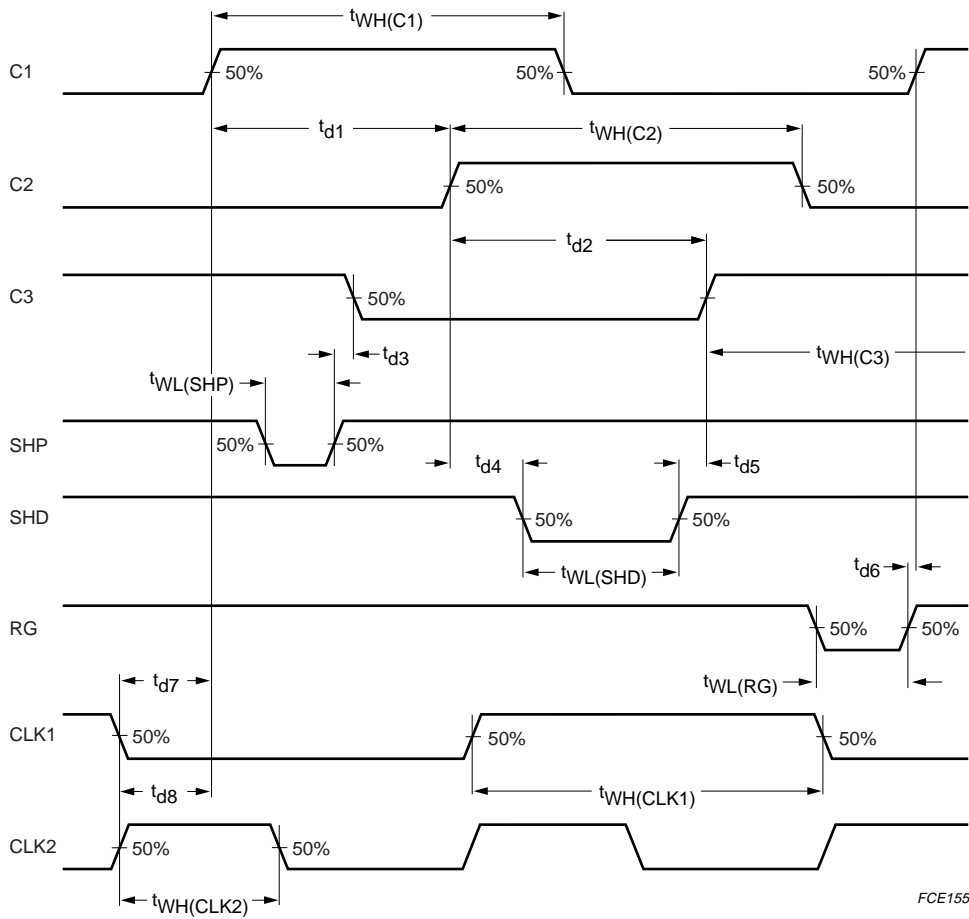 tWH(C1)
C1 50% 50% 50%
td1 tWH(C2)
C2 50% 50%
td2
C3 50%
td3 tWH(C3)
tWL(SHP)
SHP 50% 50%
td4 td5
SHD 50% 50%
tWL(SHD) td6
RG 50% 50%
td7 tWL(RG)
CLK1 50% 50% 50%
td8 tWH(CLK1)
CLK2 50% 50%
tWH(CLK2)
FCE155